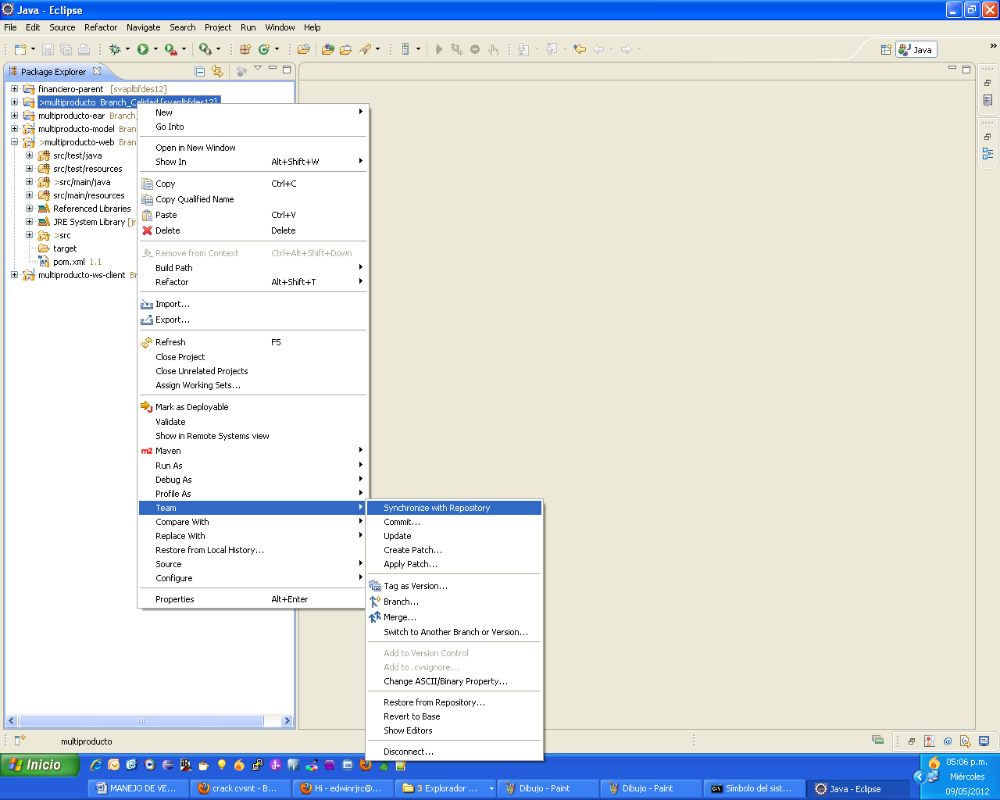 Java - Eclipse
File Edit Source Refactor Navigate Search Project Run Window Help
Java
Package Explorer
financiero-parent [svaplbfdes12]
>multiproducto Branch_Calidad [svaplbfdes12]
multiproducto-ear Branch_
multiproducto-model Bran
>multiproducto-web Bran
src/test/java
src/test/resources
>src/main/java
src/main/resources
Referenced Libraries
JRE System Library [jr
>src
target
pom.xml 1.1
multiproducto-ws-client Br
New
Go Into
Open in New Window
Show In Alt+Shift+W
Copy Ctrl+C
Copy Qualified Name
Paste Ctrl+V
Delete Delete
Remove from Context Ctrl+Alt+Shift+Down
Build Path
Refactor Alt+Shift+T
Import...
Export...
Refresh F5
Close Project
Close Unrelated Projects
Assign Working Sets...
Mark as Deployable
Validate
Show in Remote Systems view
m2 Maven
Run As
Debug As
Profile As
Team
Compare With
Replace With
Restore from Local History...
Source
Configure
Properties Alt+Enter
Synchronize with Repository
Commit...
Update
Create Patch...
Apply Patch...
Tag as Version...
Branch...
Merge...
Switch to Another Branch or Version...
Add to Version Control
Add to .cvsignore...
Change ASCII/Binary Property...
Restore from Repository...
Revert to Base
Show Editors
Disconnect...
multiproducto
Inicio
MANEJO DE VE...
crack cvsnt - B...
Hi - edwinrjrc@...
3 Explorador ...
Dibujo - Paint
Dibujo - Paint
Símbolo del sist...
Java - Eclipse
05:06 p.m.
Miércoles
09/05/2012